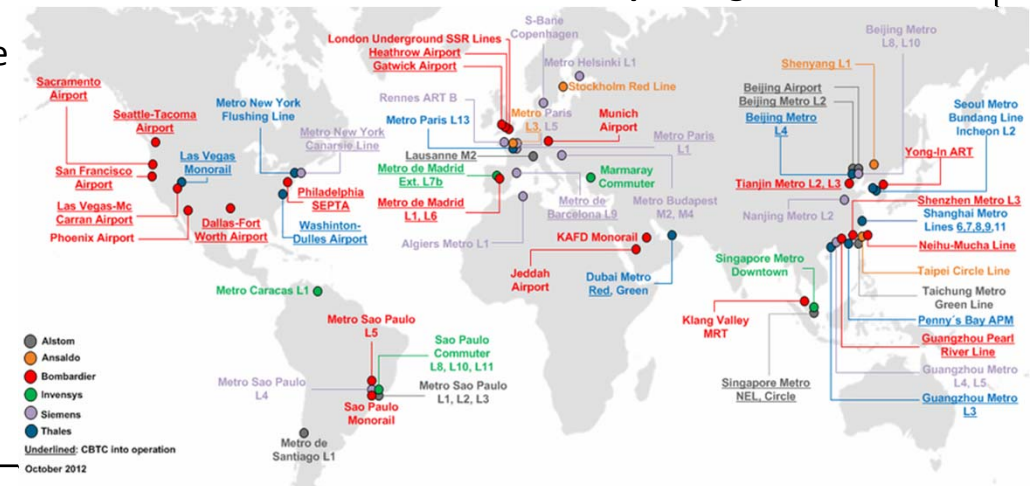 e
Sacramento
Airport
Seattle-Tacoma
Airport
San Francisco
Airport
Las Vegas
Monorail
Las Vegas-Mc
Carran Airport
Phoenix Airport
Dallas-Fort
Worth Airport
Metro New York
Flushing Line
Metro New York
Canarsie Line
Philadelphia
SEPTA
Washinton-
Dulles Airport
London Underground SSR Lines
Heathrow Airport
Gatwick Airport
Rennes ART B
Metro Paris L13
Lausanne M2
Metro de Madrid
Ext. L7b
Metro de Madrid
L1, L6
Algiers Metro L1
S-Bane
Copenhagen
Metro Helsinki L1
Stockholm Red Line
Metro Paris
L3, L5
Munich
Airport
Metro Paris
L1
Marmaray
Commuter
Metro de
Barcelona L9
Metro Budapest
M2, M4
KAFD Monorail
Jeddah
Airport
Dubai Metro
Red, Green
Beijing Metro
L8, L10
Shenyang L1
Beijing Airport
Beijing Metro L2
Beijing Metro
L4
Seoul Metro
Bundang Line
Incheon L2
Yong-In ART
Tianjin Metro L2, L3
Nanjing Metro L2
Shenzhen Metro L3
Shanghai Metro
Lines 6,7,8,9,11
Neihu-Mucha Line
Taipei Circle Line
Taichung Metro
Green Line
Penny´s Bay APM
Guangzhou Pearl
River Line
Guangzhou Metro
L4, L5
Guangzhou Metro
L3
Singapore Metro
Downtown
Klang Valley
MRT
Singapore Metro
NEL, Circle
Metro Caracas L1
Metro Sao Paulo
L5
Sao Paulo
Commuter
L8, L10, L11
Metro Sao Paulo
L4
Metro Sao Paulo
L1, L2, L3
Sao Paulo
Monorail
Metro de
Santiago L1
Alstom
Ansaldo
Bombardier
Invensys
Siemens
Thales
Underlined: CBTC into operation
October 2012